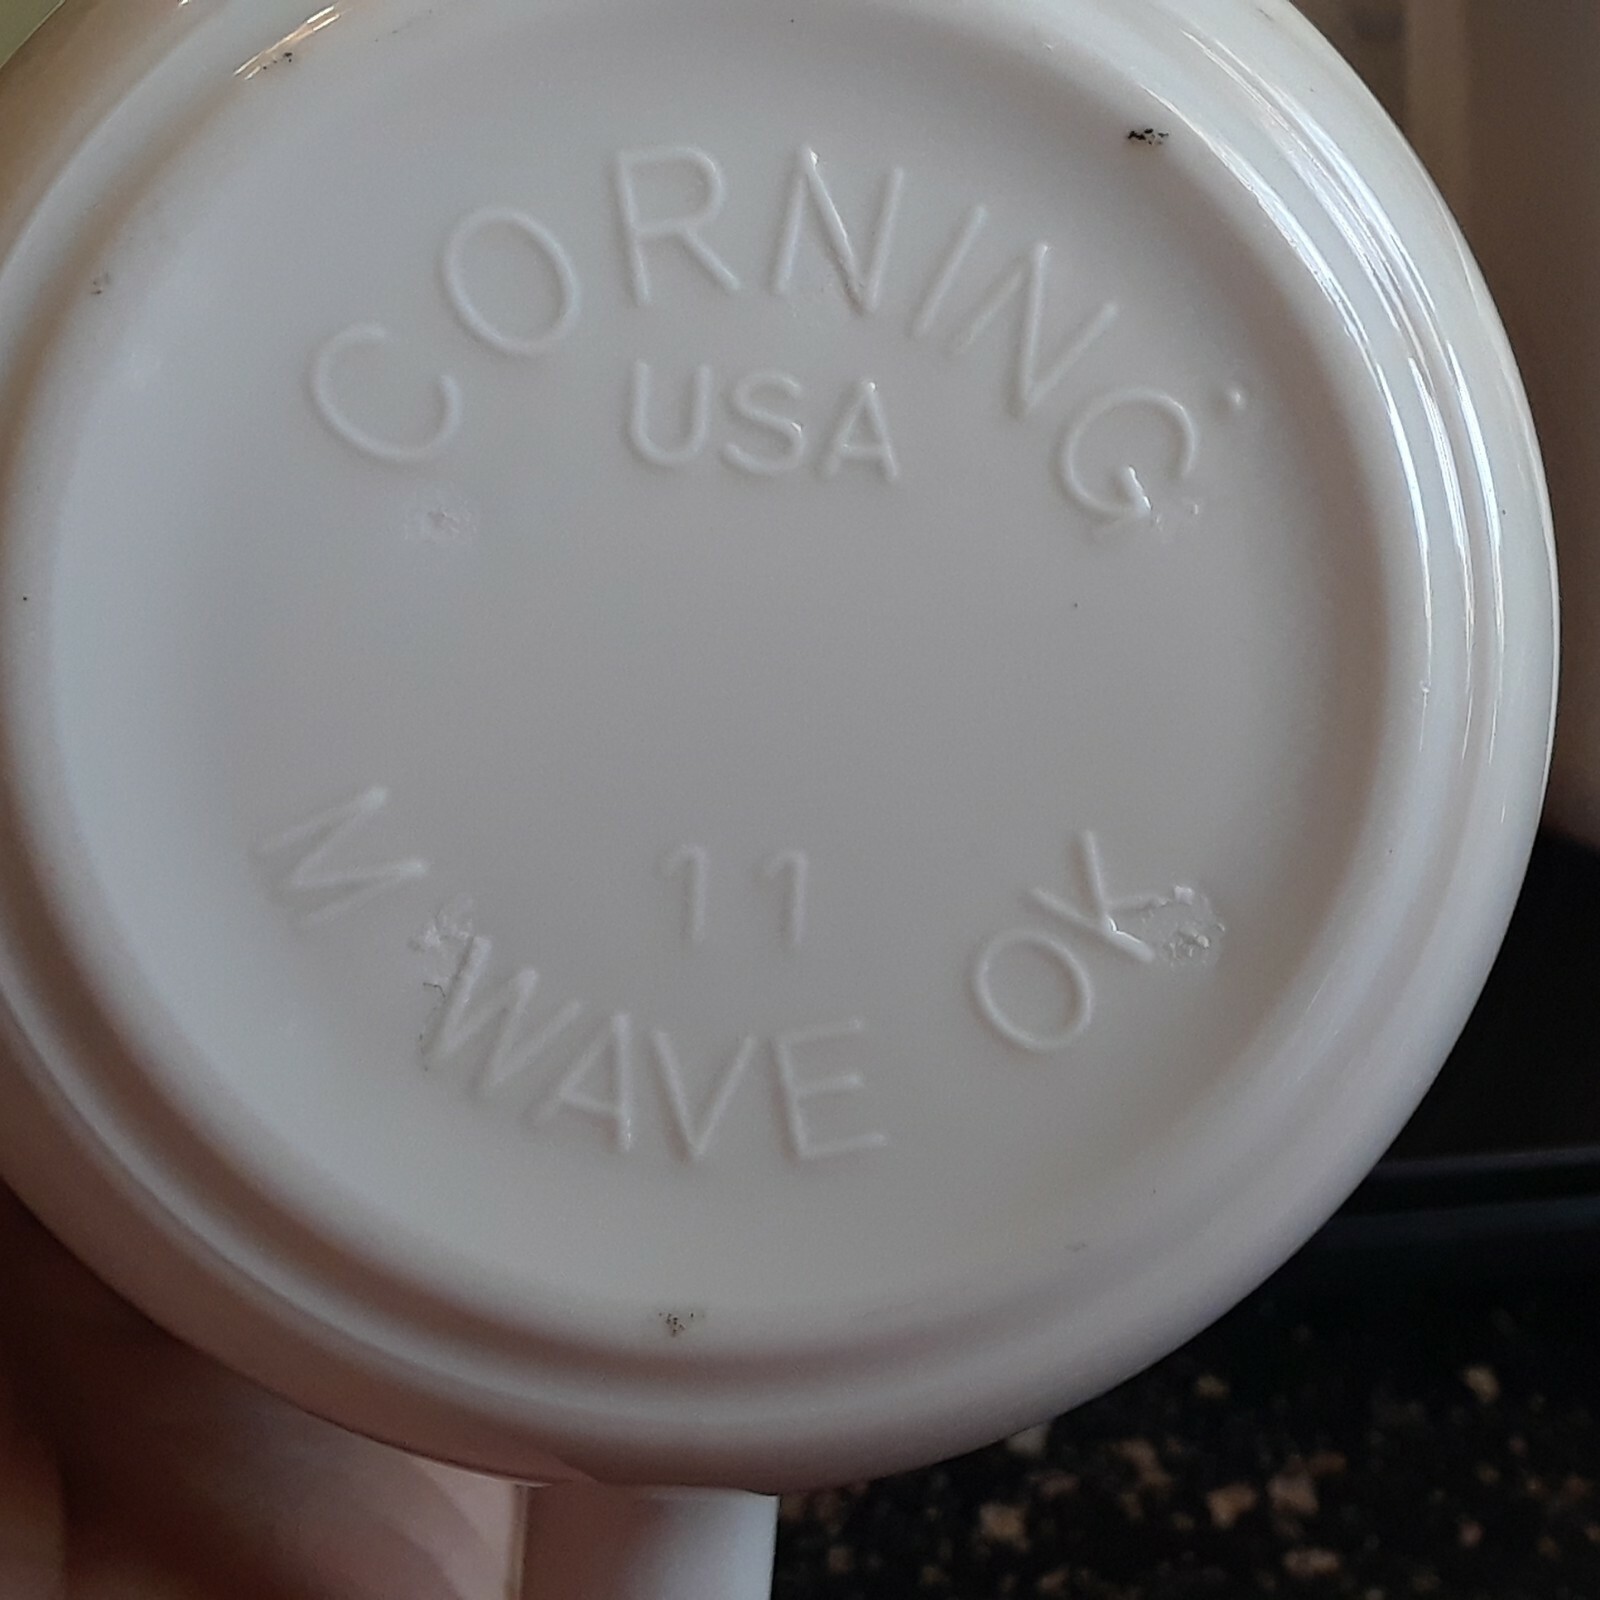 CORNING
USA
11
M-WAVE OK